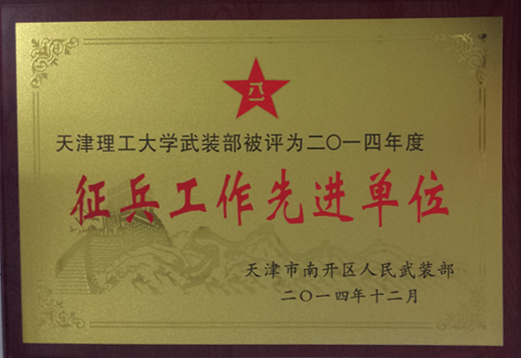 八一
天津理工大学武装部被评为二〇一四年度
征兵工作先进单位
天津市南开区人民武装部
二〇一四年十二月